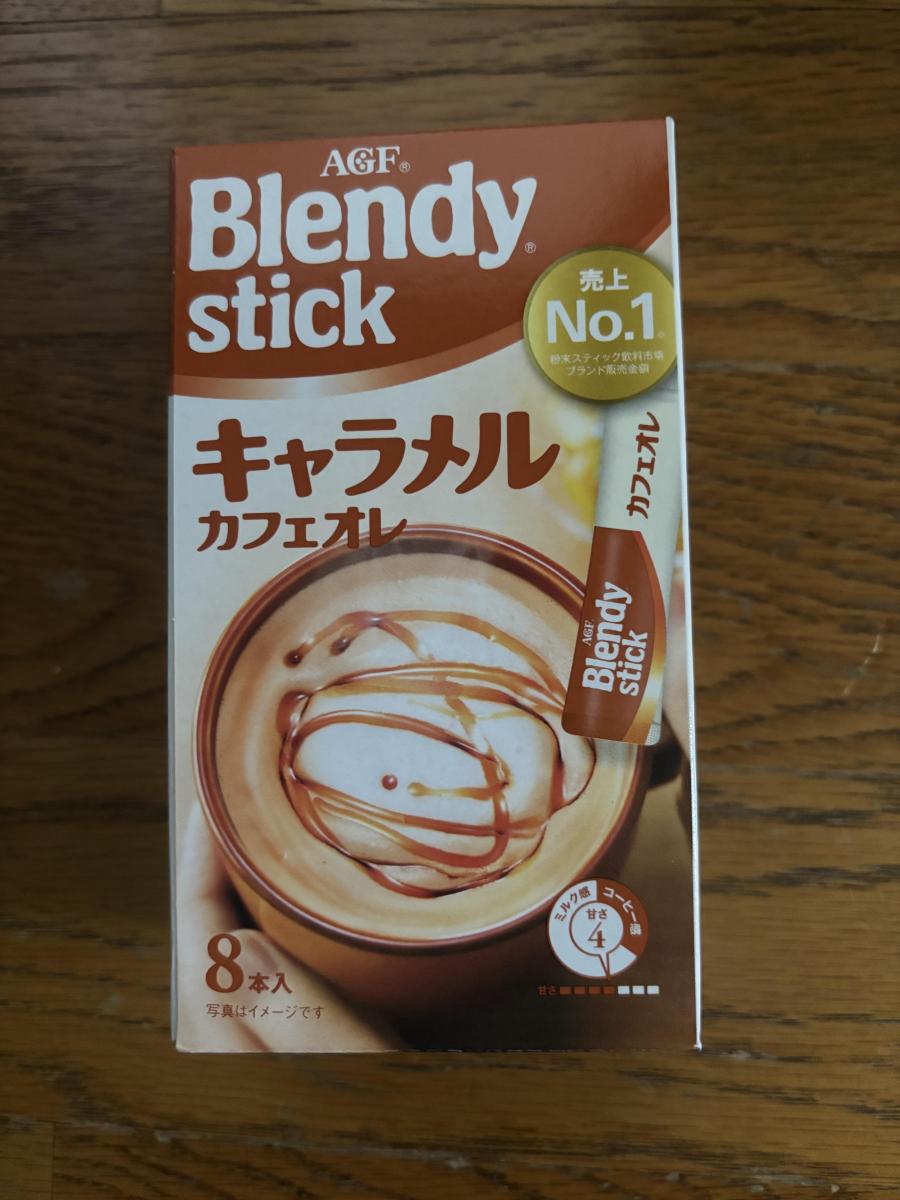 AGF®
Blendy®
stick
売上
No.1
粉末スティック飲料市場
ブランド販売金額
キャラメル
カフェオレ
カフェオレ
AGF
Blendy
stick
ミルク感 コーヒー感
甘さ
4
甘さ
8本入
写真はイメージです